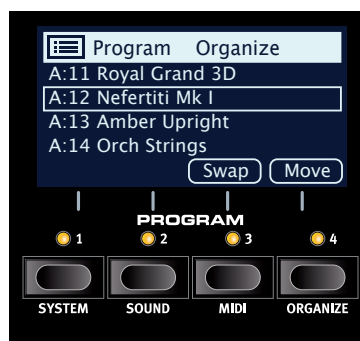 Program Organize
A:11 Royal Grand 3D
A:12 Nefertiti Mk I
A:13 Amber Upright
A:14 Orch Strings
Swap Move
PROGRAM
1 2 3 4
SYSTEM SOUND MIDI ORGANIZE